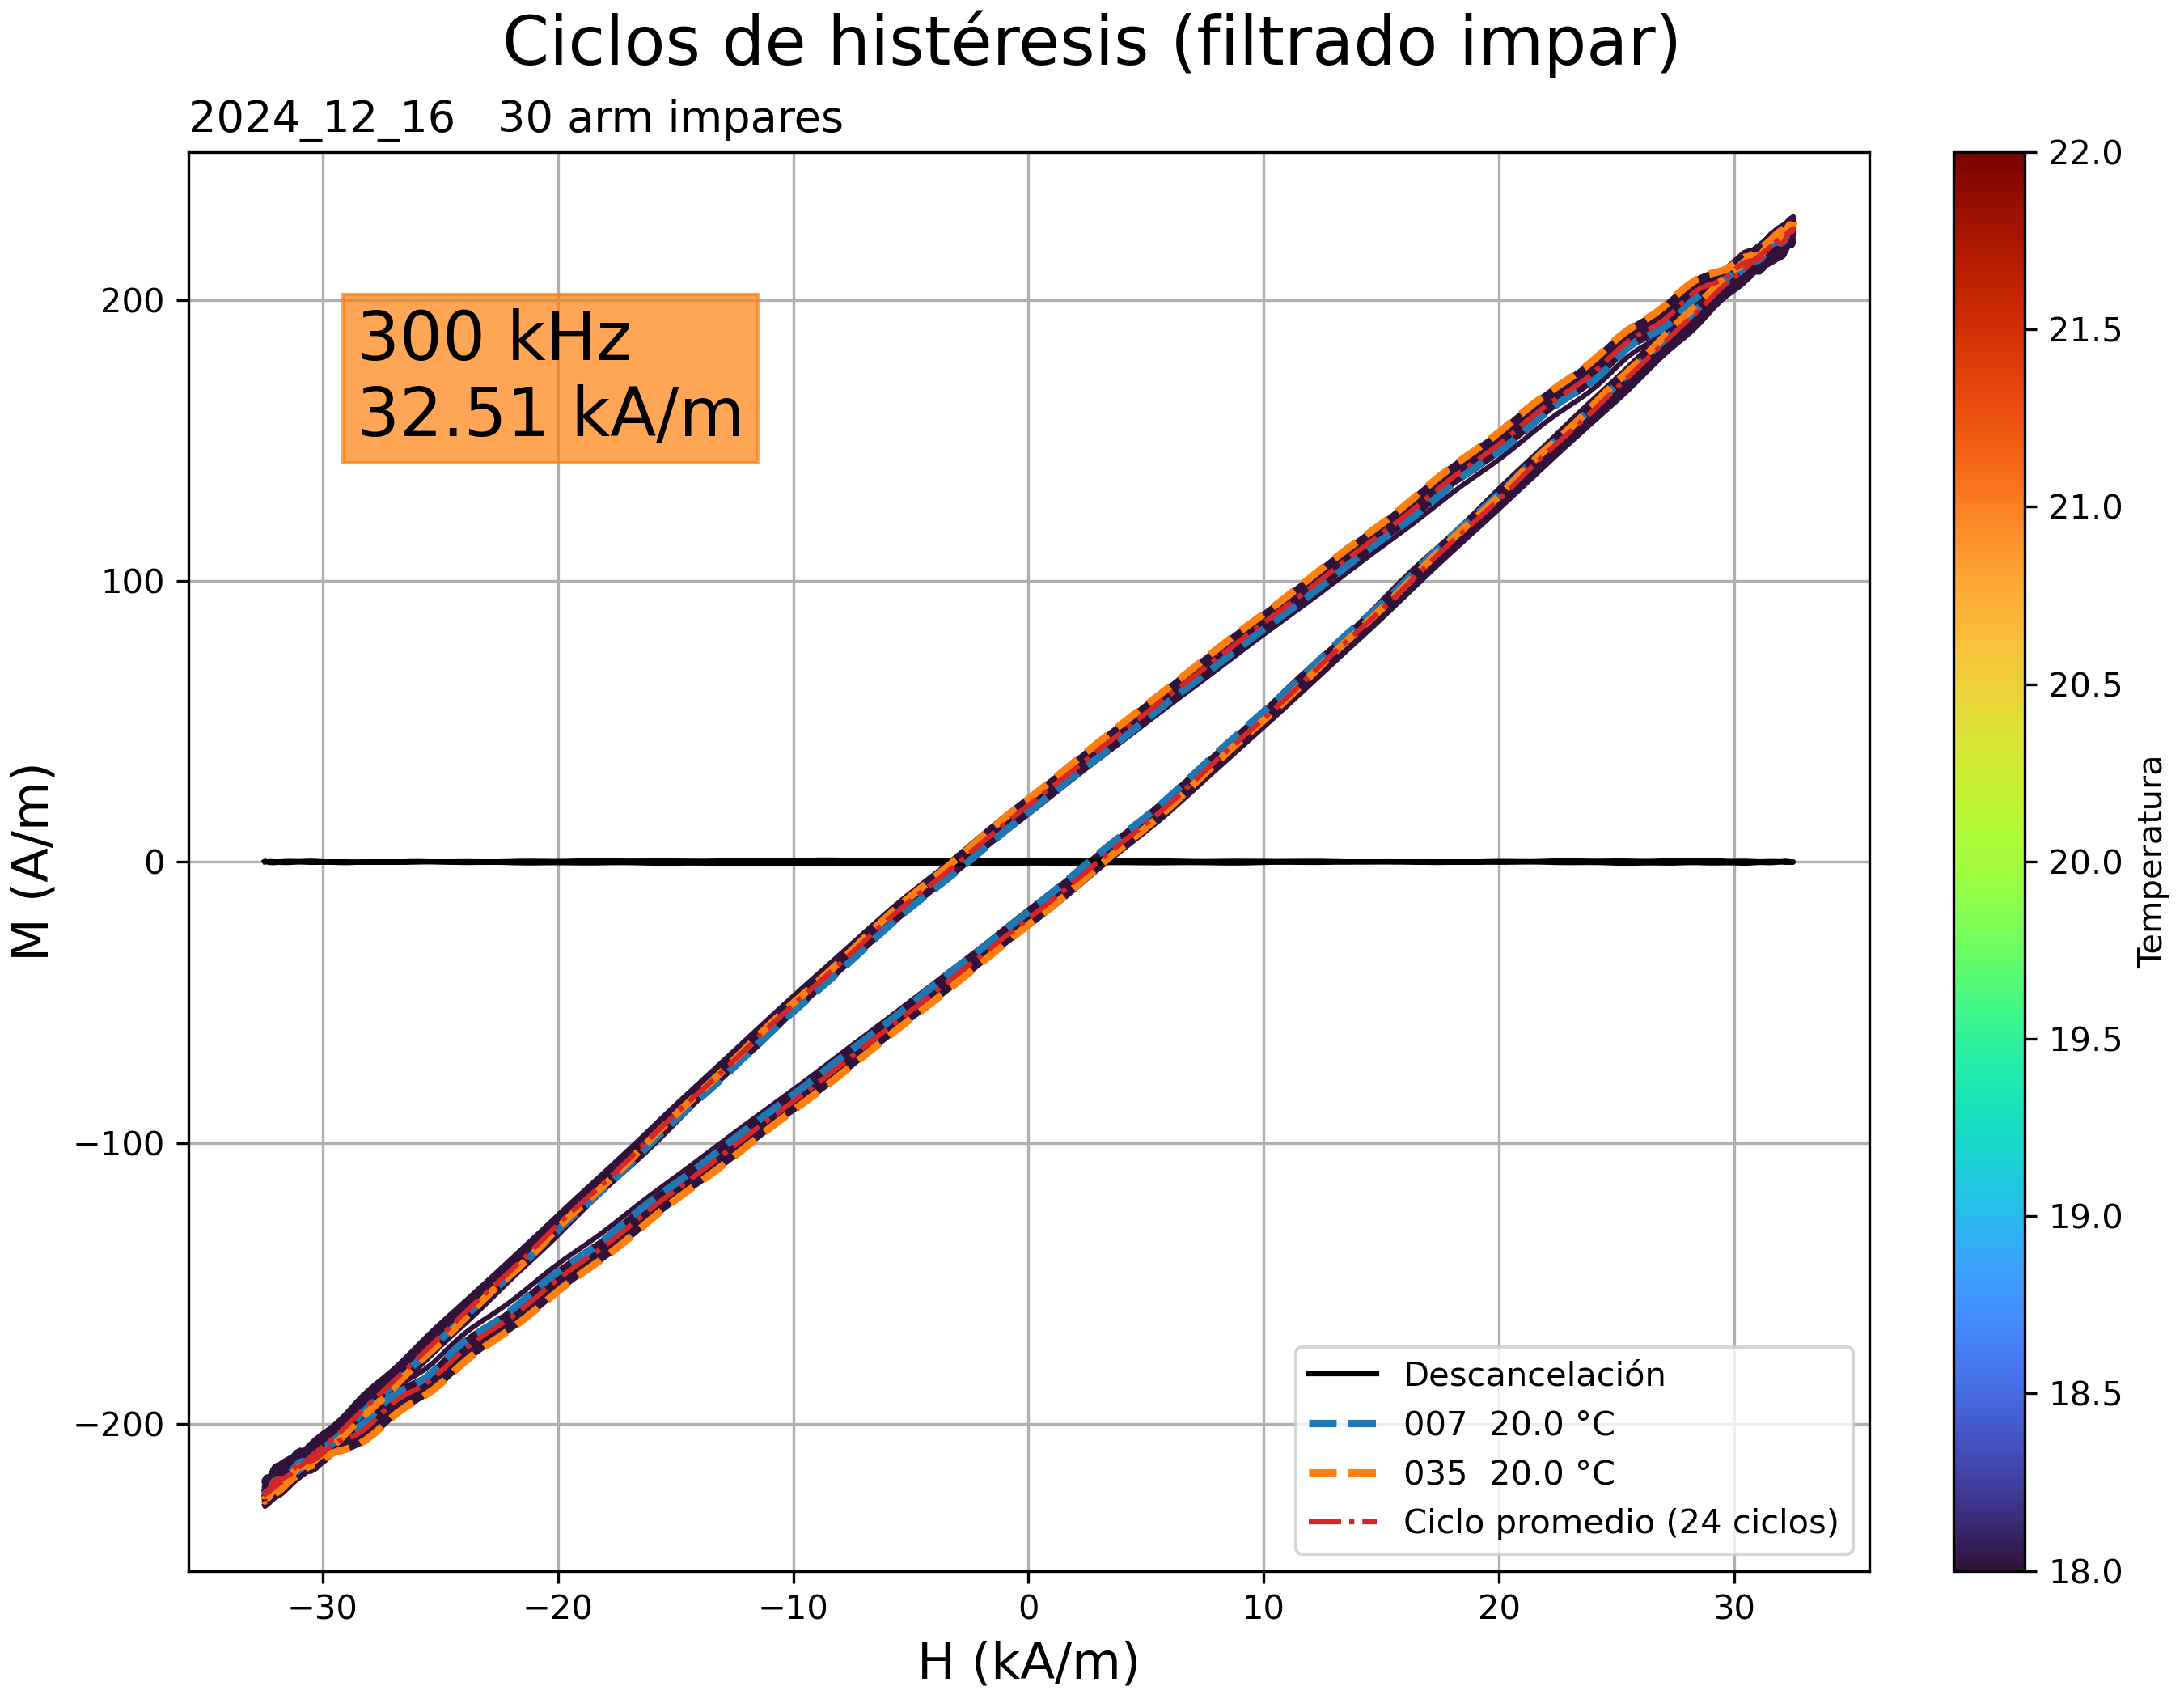 Ciclos de histéresis (filtrado impar)
2024_12_16   30 arm impares
300 kHz
32.51 kA/m
M (A/m)
200
100
0
−100
−200
−30
−20
−10
0
10
20
30
H (kA/m)
Descancelación
007  20.0 °C
035  20.0 °C
Ciclo promedio (24 ciclos)
22.0
21.5
21.0
20.5
20.0
19.5
19.0
18.5
18.0
Temperatura